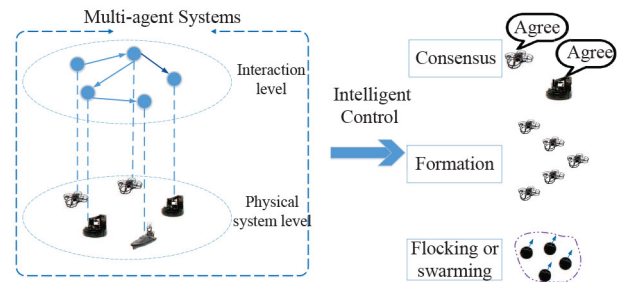 Multi-agent Systems
Interaction
level
Physical
system level
Intelligent
Control
Consensus
Agree
Agree
Formation
Flocking or
swarming